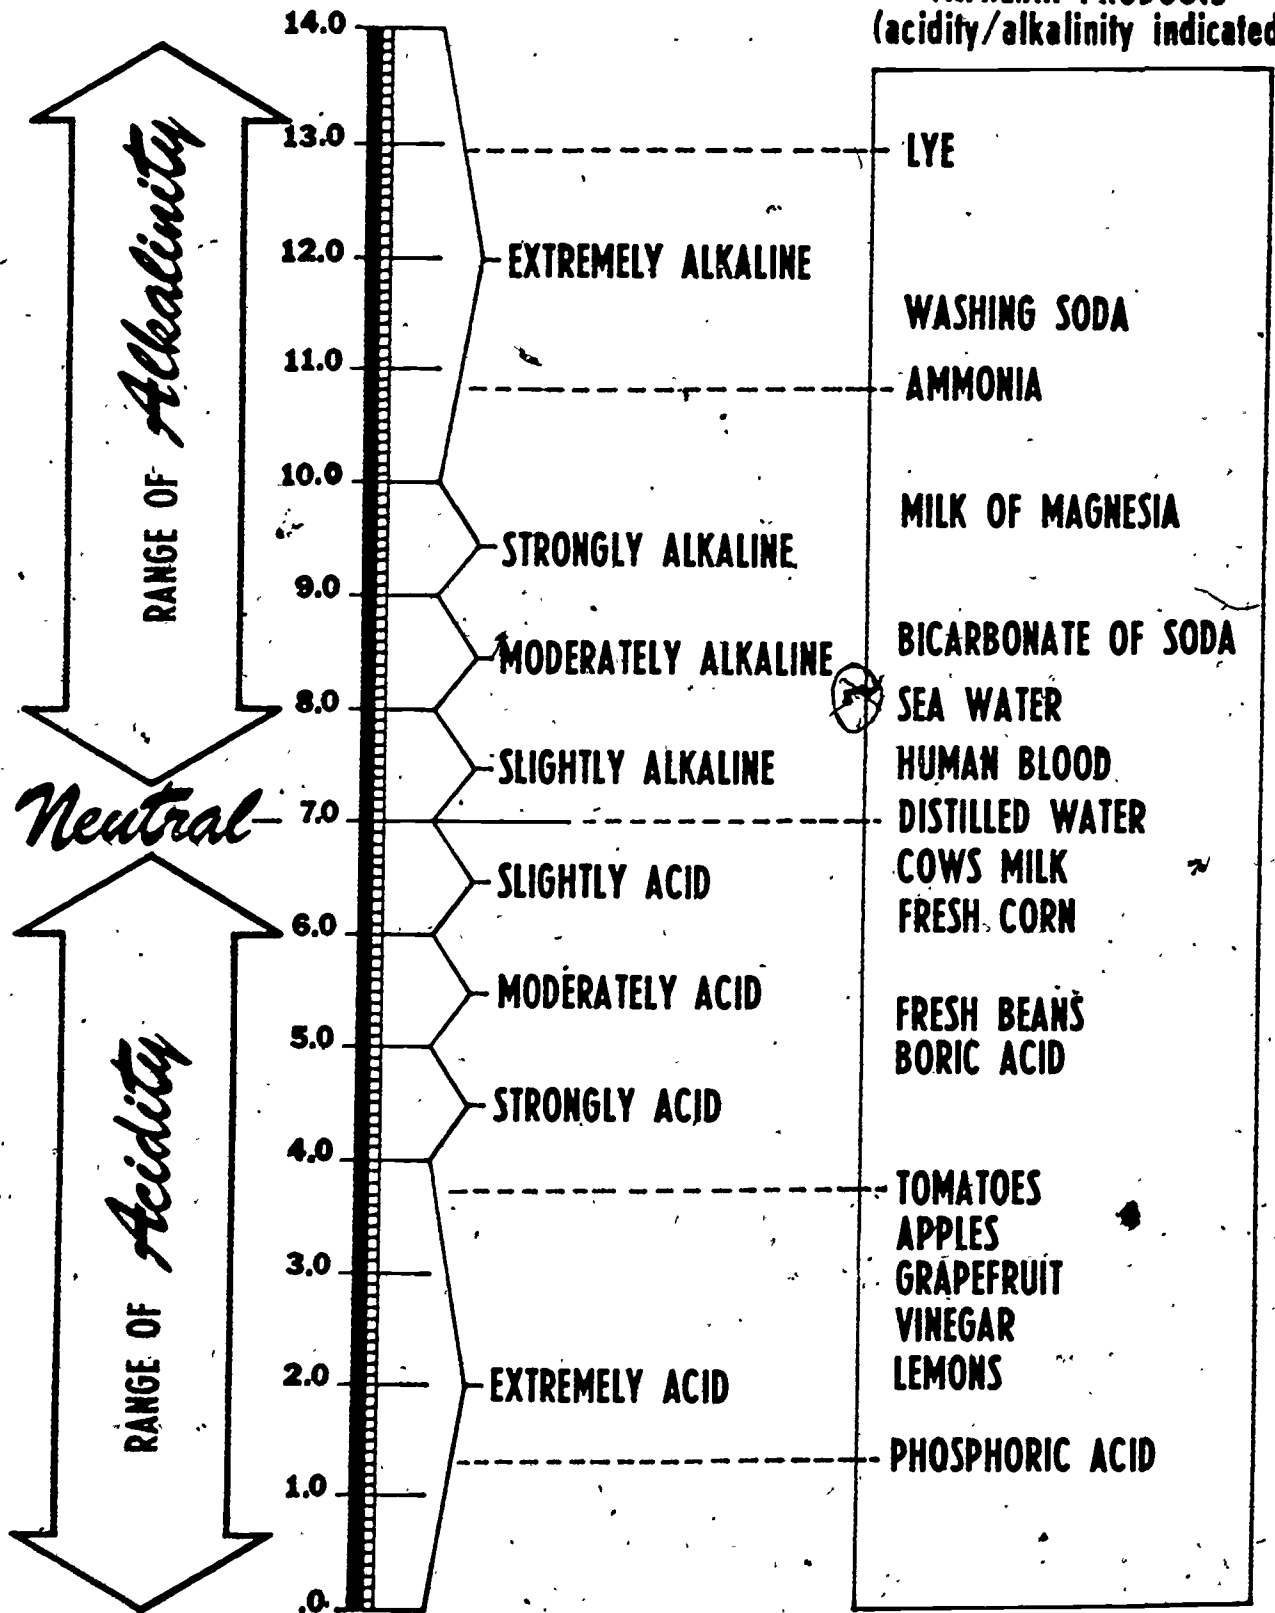 PRODUCTS
(acidity/alkalinity indicated
14.0
13.0
LYE
12.0
EXTREMELY ALKALINE
WASHING SODA
11.0
AMMONIA
RANGE OF Alkalinity
10.0
MILK OF MAGNESIA
STRONGLY ALKALINE
9.0
BICARBONATE OF SODA
MODERATELY ALKALINE
8.0
SEA WATER
SLIGHTLY ALKALINE
HUMAN BLOOD
Neutral
7.0
DISTILLED WATER
COWS MILK
SLIGHTLY ACID
FRESH CORN
6.0
MODERATELY ACID
FRESH BEANS
5.0
BORIC ACID
STRONGLY ACID
4.0
TOMATOES
APPLES
RANGE OF Acidity
3.0
GRAPEFRUIT
VINEGAR
2.0
EXTREMELY ACID
LEMONS
PHOSPHORIC ACID
1.0
.0